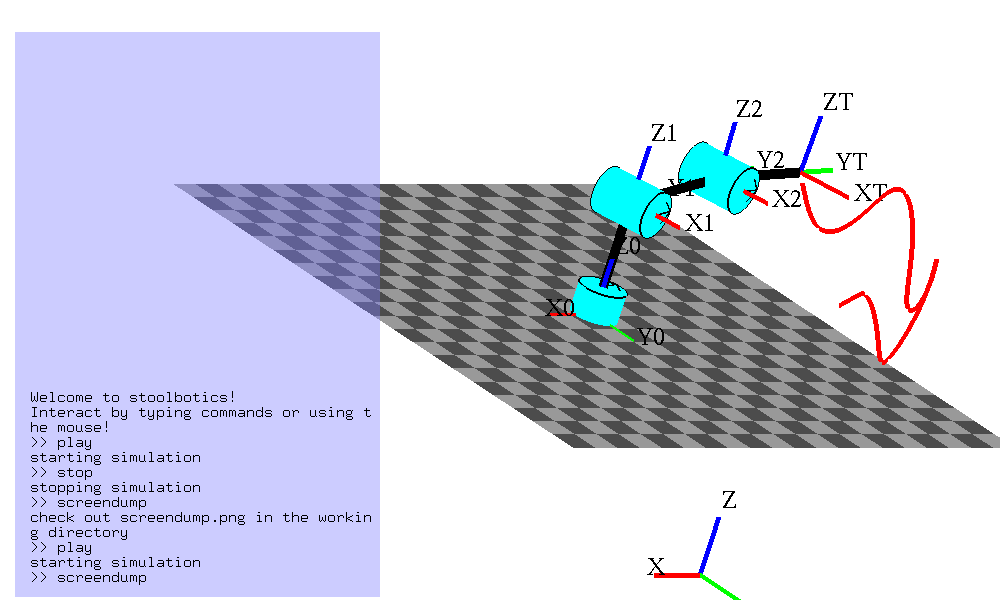 Welcome to stoolbotics!
Interact by typing commands or using t
he mouse!
>> play
starting simulation
>> stop
stopping simulation
>> screendump
check out screendump.png in the workin
g directory
>> play
starting simulation
>> screendump
ZT
Z2
Z1
Y2
YT
Y1
XT
X2
X1
Z0
X0
Y0
Z
X